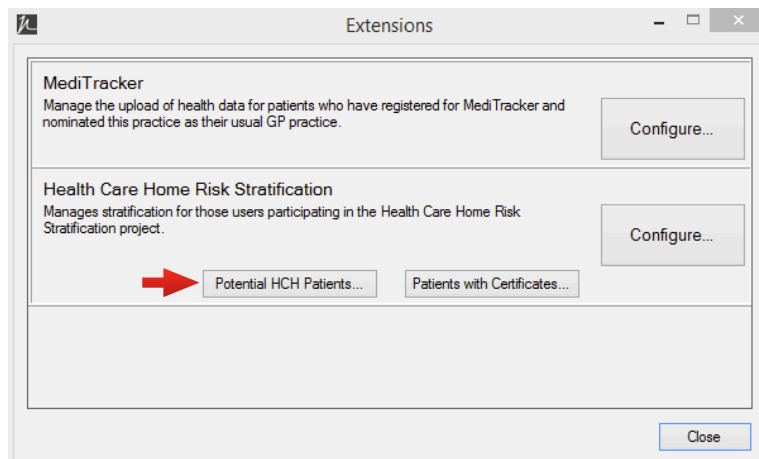 Extensions
MediTracker
Manage the upload of health data for patients who have registered for MediTracker and
nominated this practice as their usual GP practice.
Configure...
Health Care Home Risk Stratification
Manages stratification for those users participating in the Health Care Home Risk
Stratification project.
Configure...
Potential HCH Patients...
Patients with Certificates...
Close